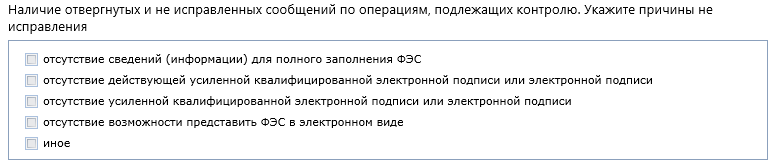 Наличие отвергнутых и не исправленных сообщений по операциям, подлежащих контролю. Укажите причины не
исправления
отсутствие сведений (информации) для полного заполнения ФЭС
отсутствие действующей усиленной квалифицированной электронной подписи или электронной подписи
отсутствие усиленной квалифицированной электронной подписи или электронной подписи
отсутствие возможности представить ФЭС в электронном виде
иное